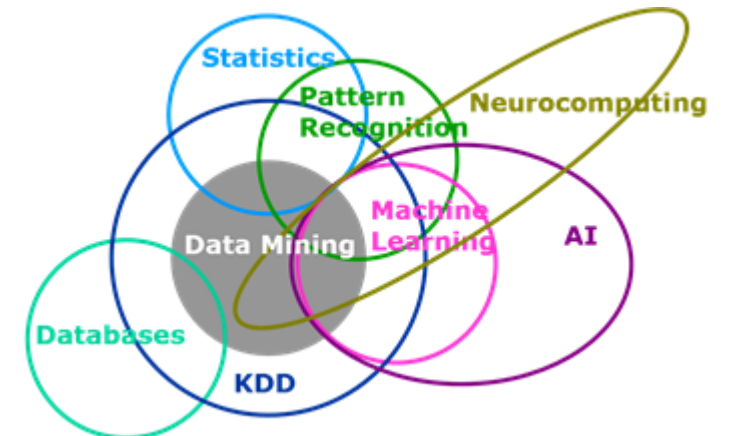 Statistics
Pattern
Recognition
Neurocomputing
Machine
Learning
AI
Data Mining
Databases
KDD